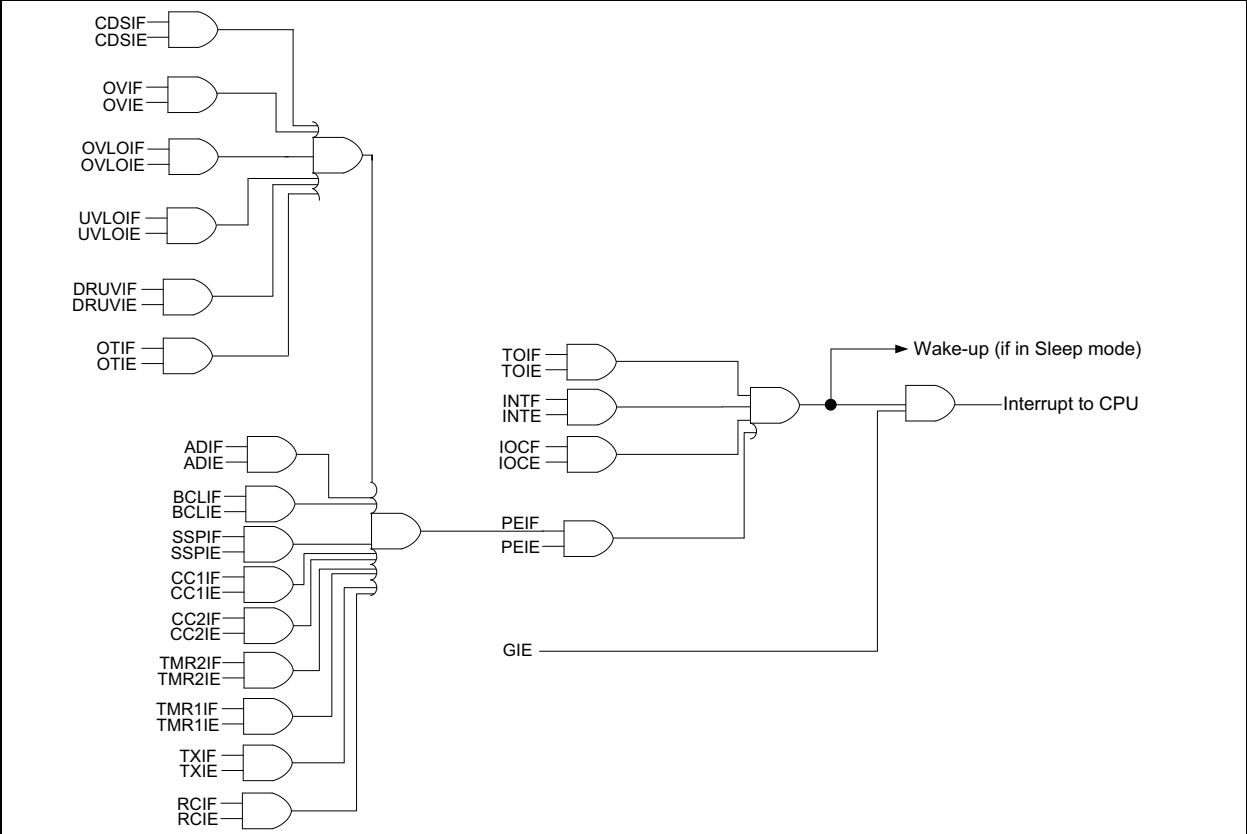 CDSIF
CDSIE
OVIF
OVIE
OVLOIF
OVLOIE
UVLOIF
UVLOIE
DRUVIF
DRUVIE
OTIF
OTIE
ADIF
ADIE
BCLIF
BCLIE
SSPIF
SSPIE
CC1IF
CC1IE
CC2IF
CC2IE
TMR2IF
TMR2IE
TMR1IF
TMR1IE
TXIF
TXIE
RCIF
RCIE
TOIF
TOIE
INTF
INTE
IOCF
IOCE
PEIF
PEIE
GIE
Wake-up (if in Sleep mode)
Interrupt to CPU